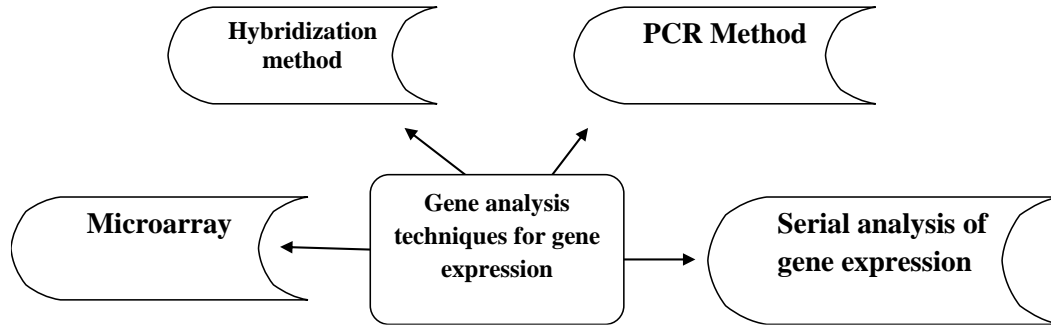 Hybridization
method
PCR Method
Microarray
Gene analysis
techniques for gene
expression
Serial analysis of
gene expression